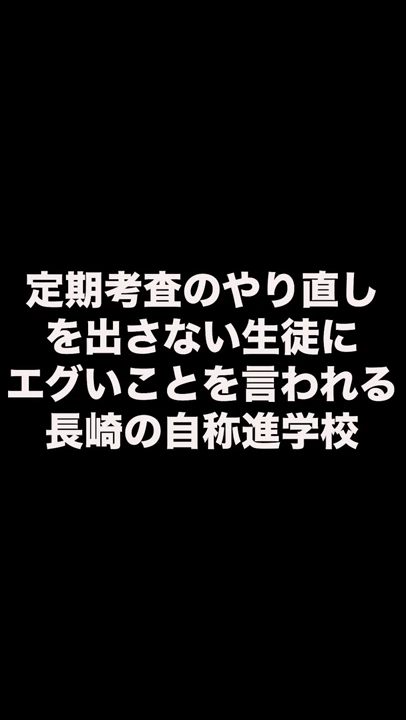 定期考査のやり直し
を出さない生徒に
エグいことを言われる
長崎の自称進学校